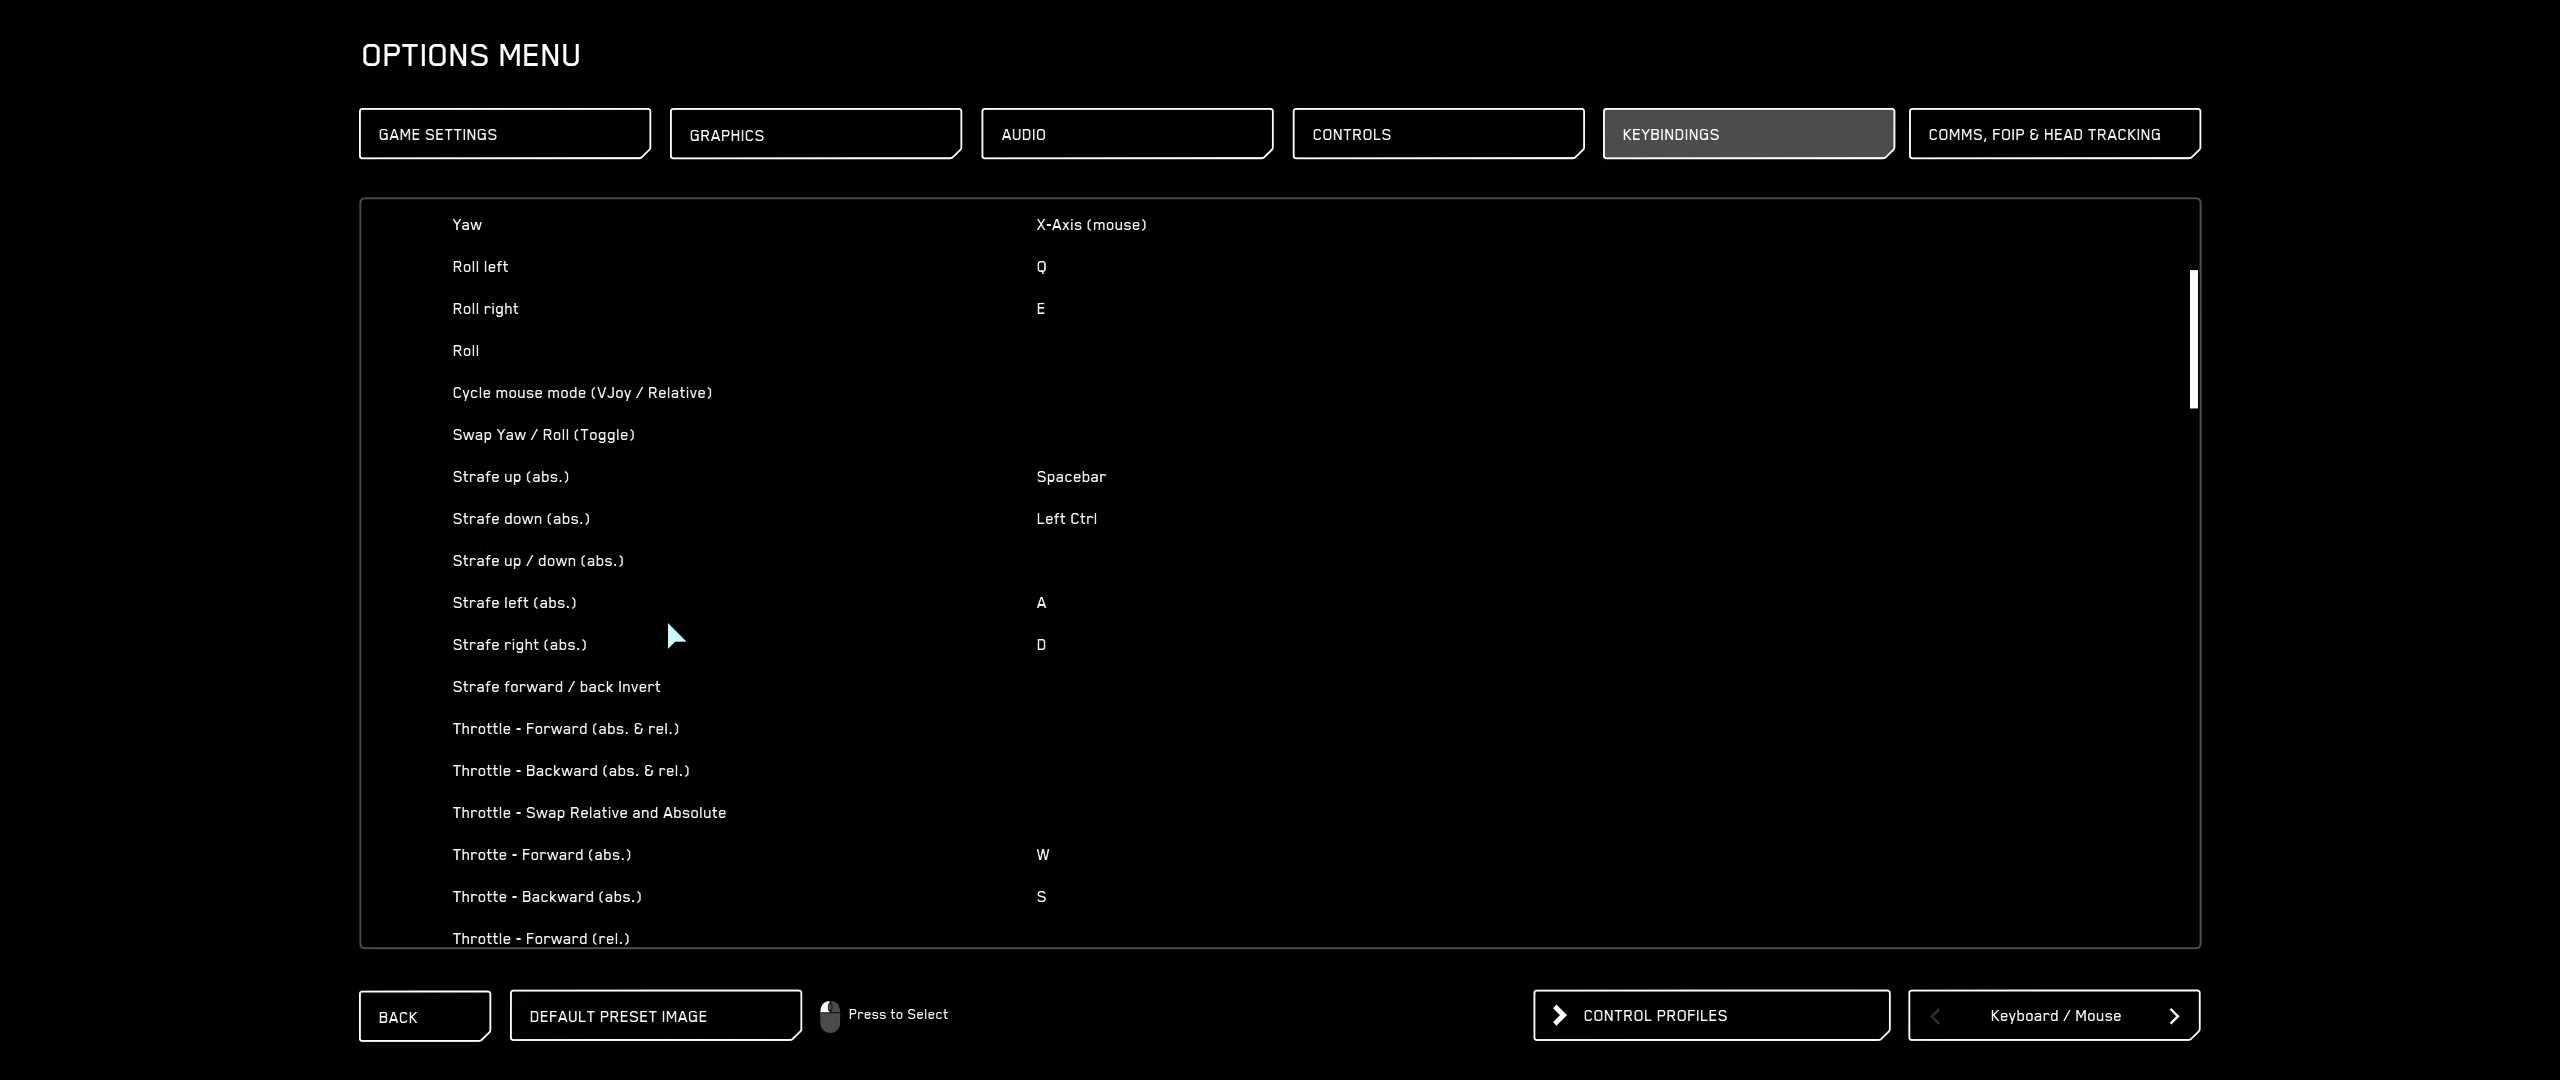 OPTIONS MENU
GAME SETTINGS GRAPHICS AUDIO CONTROLS KEYBINDINGS COMMS, FOIP & HEAD TRACKING
Yaw X-Axis (mouse)
Roll left Q
Roll right E
Roll
Cycle mouse mode (VJoy / Relative)
Swap Yaw / Roll (Toggle)
Strafe up (abs.) Spacebar
Strafe down (abs.) Left Ctrl
Strafe up / down (abs.)
Strafe left (abs.) A
Strafe right (abs.) D
Strafe forward / back Invert
Throttle - Forward (abs. & rel.)
Throttle - Backward (abs. & rel.)
Throttle - Swap Relative and Absolute
Throtte - Forward (abs.) W
Throtte - Backward (abs.) S
Throttle - Forward (rel.)
BACK DEFAULT PRESET IMAGE Press to Select CONTROL PROFILES Keyboard / Mouse